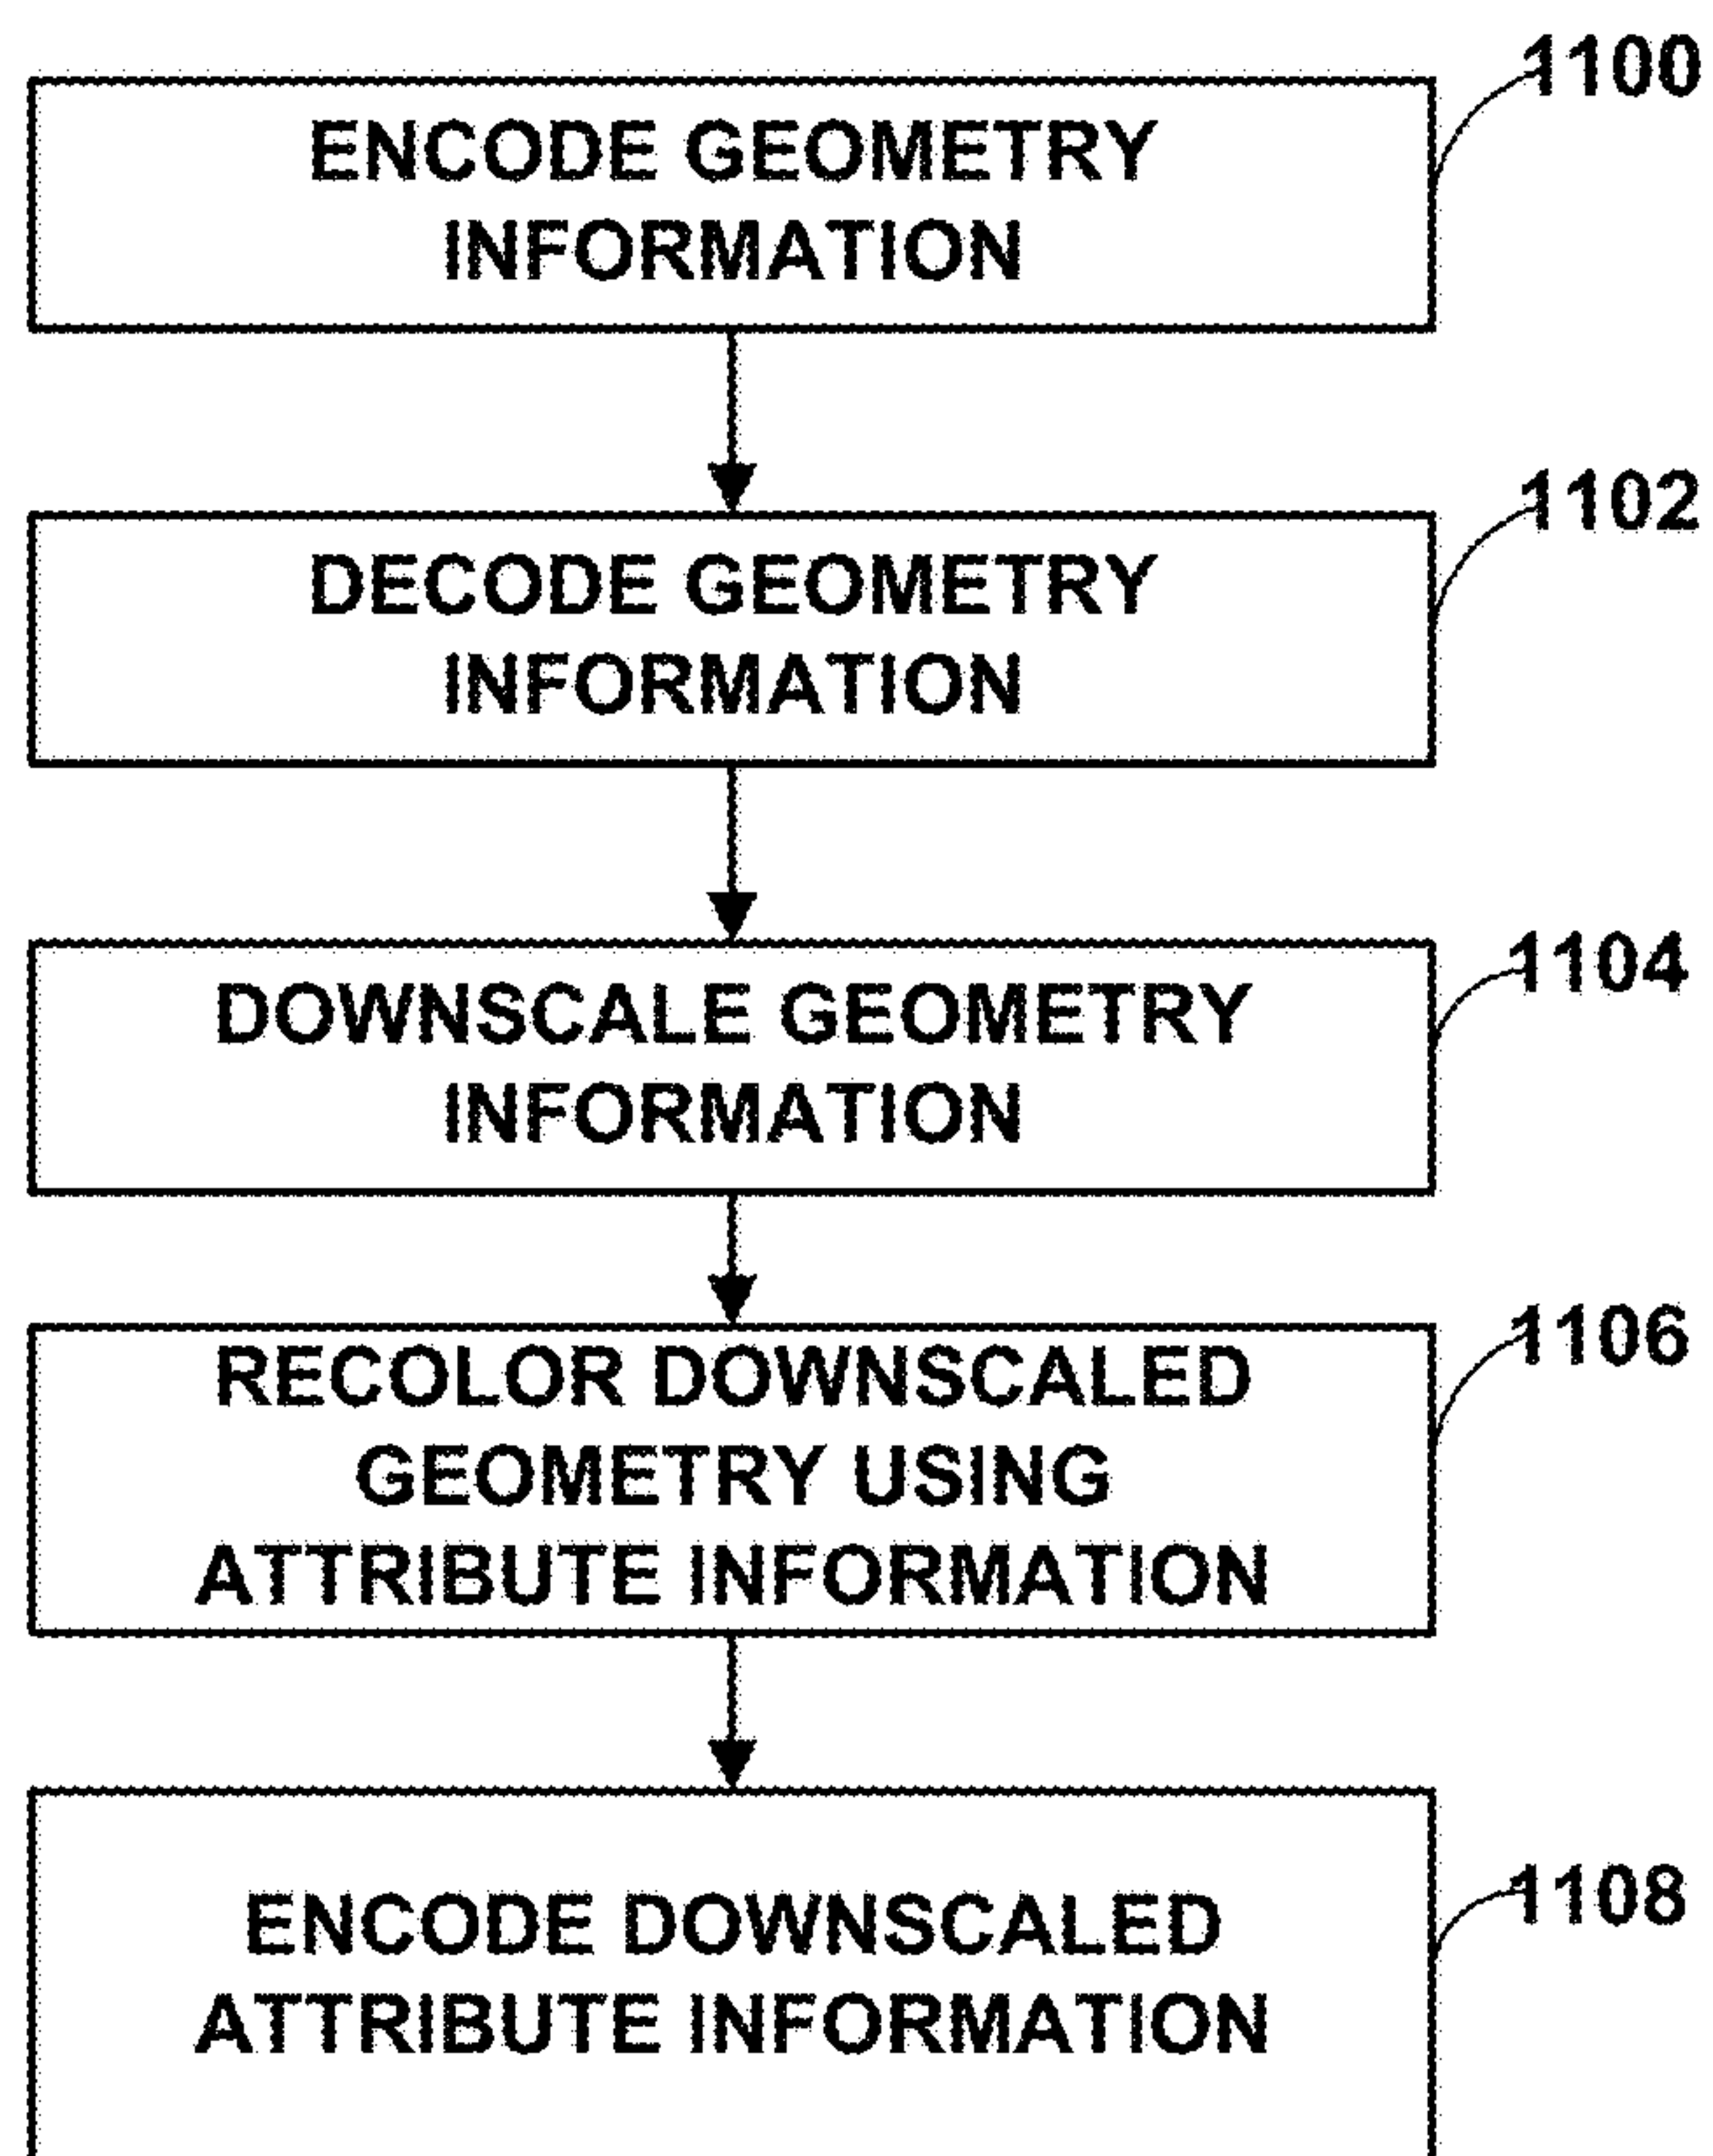 1100
ENCODE GEOMETRY
INFORMATION
1102
DECODE GEOMETRY
INFORMATION
1104
DOWNSCALE GEOMETRY
INFORMATION
1106
RECOLOR DOWNSCALED
GEOMETRY USING
ATTRIBUTE INFORMATION
1108
ENCODE DOWNSCALED
ATTRIBUTE INFORMATION